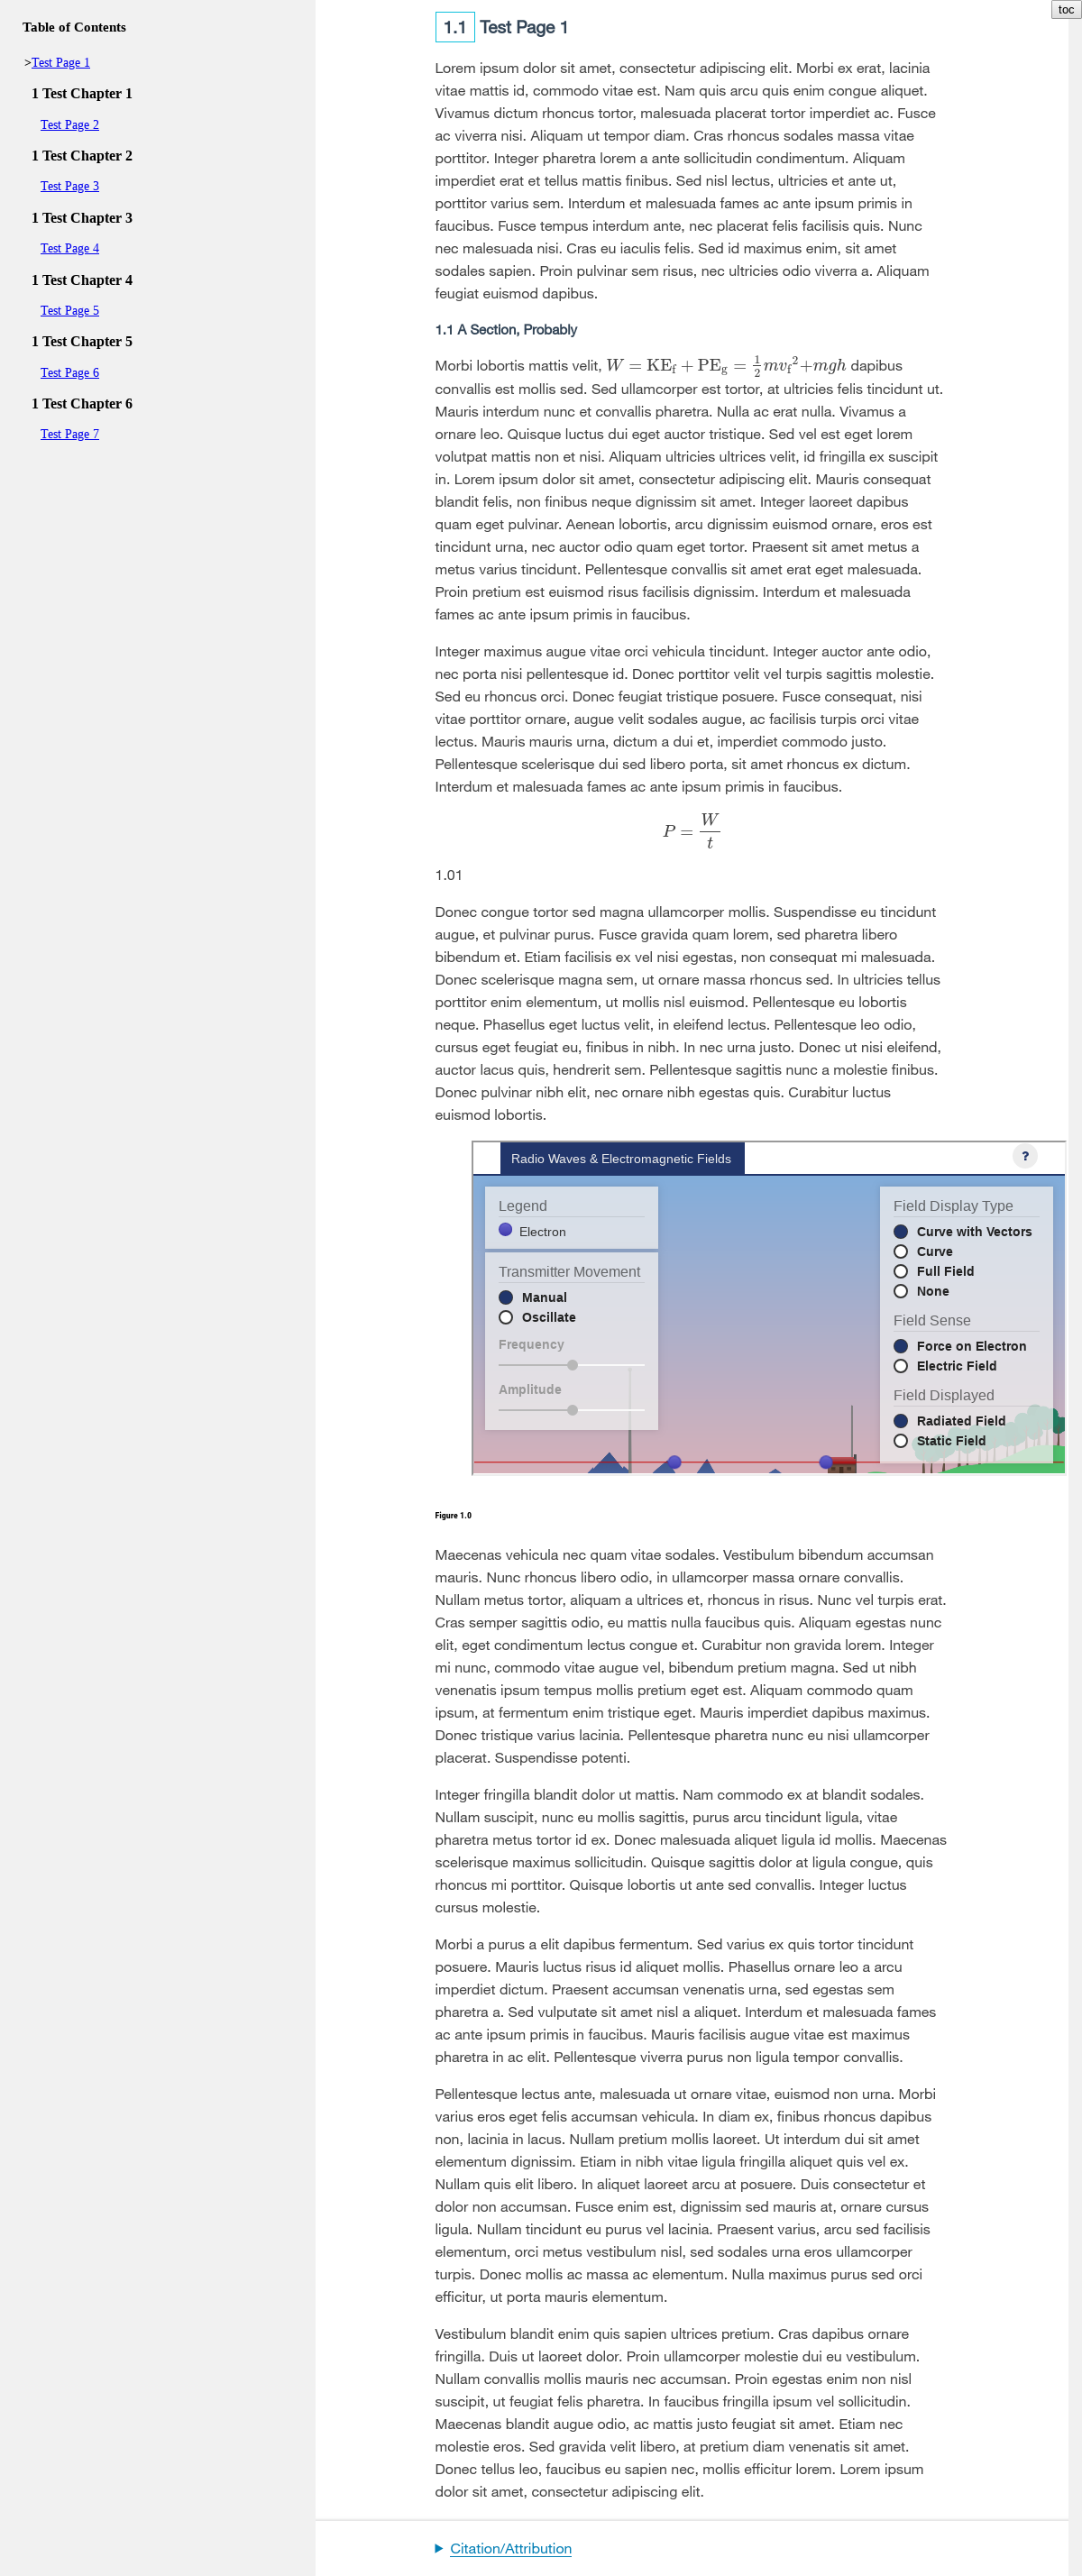 toc
Table of Contents
>Test Page 1
1 Test Chapter 1
Test Page 2
1 Test Chapter 2
Test Page 3
1 Test Chapter 3
Test Page 4
1 Test Chapter 4
Test Page 5
1 Test Chapter 5
Test Page 6
1 Test Chapter 6
Test Page 7
1.1 Test Page 1
Lorem ipsum dolor sit amet, consectetur adipiscing elit. Morbi ex erat, lacinia
vitae mattis id, commodo vitae est. Nam quis arcu quis enim congue aliquet.
Vivamus dictum rhoncus tortor, malesuada placerat tortor imperdiet ac. Fusce
ac viverra nisi. Aliquam ut tempor diam. Cras rhoncus sodales massa vitae
porttitor. Integer pharetra lorem a ante sollicitudin condimentum. Aliquam
imperdiet erat et tellus mattis finibus. Sed nisl lectus, ultricies et ante ut,
porttitor varius sem. Interdum et malesuada fames ac ante ipsum primis in
faucibus. Fusce tempus interdum ante, nec placerat felis facilisis quis. Nunc
nec malesuada nisi. Cras eu iaculis felis. Sed id maximus enim, sit amet
sodales sapien. Proin pulvinar sem risus, nec ultricies odio viverra a. Aliquam
feugiat euismod dapibus.
1.1 A Section, Probably
Morbi lobortis mattis velit, W = KE_f + PE_g = 1/2 mv_f² + mgh dapibus
convallis est mollis sed. Sed ullamcorper est tortor, at ultricies felis tincidunt ut.
Mauris interdum nunc et convallis pharetra. Nulla ac erat nulla. Vivamus a
ornare leo. Quisque luctus dui eget auctor tristique. Sed vel est eget lorem
volutpat mattis non et nisi. Aliquam ultricies ultrices velit, id fringilla ex suscipit
in. Lorem ipsum dolor sit amet, consectetur adipiscing elit. Mauris consequat
blandit felis, non finibus neque dignissim sit amet. Integer laoreet dapibus
quam eget pulvinar. Aenean lobortis, arcu dignissim euismod ornare, eros est
tincidunt urna, nec auctor odio quam eget tortor. Praesent sit amet metus a
metus varius tincidunt. Pellentesque convallis sit amet erat eget malesuada.
Proin pretium est euismod risus facilisis dignissim. Interdum et malesuada
fames ac ante ipsum primis in faucibus.
Integer maximus augue vitae orci vehicula tincidunt. Integer auctor ante odio,
nec porta nisi pellentesque id. Donec porttitor velit vel turpis sagittis molestie.
Sed eu rhoncus orci. Donec feugiat tristique posuere. Fusce consequat, nisi
vitae porttitor ornare, augue velit sodales augue, ac facilisis turpis orci vitae
lectus. Mauris mauris urna, dictum a dui et, imperdiet commodo justo.
Pellentesque scelerisque dui sed libero porta, sit amet rhoncus ex dictum.
Interdum et malesuada fames ac ante ipsum primis in faucibus.
P = W/t
1.01
Donec congue tortor sed magna ullamcorper mollis. Suspendisse eu tincidunt
augue, et pulvinar purus. Fusce gravida quam lorem, sed pharetra libero
bibendum et. Etiam facilisis ex vel nisi egestas, non consequat mi malesuada.
Donec scelerisque magna sem, ut ornare massa rhoncus sed. In ultricies tellus
porttitor enim elementum, ut mollis nisl euismod. Pellentesque eu lobortis
neque. Phasellus eget luctus velit, in eleifend lectus. Pellentesque leo odio,
cursus eget feugiat eu, finibus in nibh. In nec urna justo. Donec ut nisi eleifend,
auctor lacus quis, hendrerit sem. Pellentesque sagittis nunc a molestie finibus.
Donec pulvinar nibh elit, nec ornare nibh egestas quis. Curabitur luctus
euismod lobortis.
Radio Waves & Electromagnetic Fields
?
Legend
Electron
Transmitter Movement
Manual
Oscillate
Frequency
Amplitude
Field Display Type
Curve with Vectors
Curve
Full Field
None
Field Sense
Force on Electron
Electric Field
Field Displayed
Radiated Field
Static Field
Figure 1.0
Maecenas vehicula nec quam vitae sodales. Vestibulum bibendum accumsan
mauris. Nunc rhoncus libero odio, in ullamcorper massa ornare convallis.
Nullam metus tortor, aliquam a ultrices et, rhoncus in risus. Nunc vel turpis erat.
Cras semper sagittis odio, eu mattis nulla faucibus quis. Aliquam egestas nunc
elit, eget condimentum lectus congue et. Curabitur non gravida lorem. Integer
mi nunc, commodo vitae augue vel, bibendum pretium magna. Sed ut nibh
venenatis ipsum tempus mollis pretium eget est. Aliquam commodo quam
ipsum, at fermentum enim tristique eget. Mauris imperdiet dapibus maximus.
Donec tristique varius lacinia. Pellentesque pharetra nunc eu nisi ullamcorper
placerat. Suspendisse potenti.
Integer fringilla blandit dolor ut mattis. Nam commodo ex at blandit sodales.
Nullam suscipit, nunc eu mollis sagittis, purus arcu tincidunt ligula, vitae
pharetra metus tortor id ex. Donec malesuada aliquet ligula id mollis. Maecenas
scelerisque maximus sollicitudin. Quisque sagittis dolor at ligula congue, quis
rhoncus mi porttitor. Quisque lobortis ut ante sed convallis. Integer luctus
cursus molestie.
Morbi a purus a elit dapibus fermentum. Sed varius ex quis tortor tincidunt
posuere. Mauris luctus risus id aliquet mollis. Phasellus ornare leo a arcu
imperdiet dictum. Praesent accumsan venenatis urna, sed egestas sem
pharetra a. Sed vulputate sit amet nisl a aliquet. Interdum et malesuada fames
ac ante ipsum primis in faucibus. Mauris facilisis augue vitae est maximus
pharetra in ac elit. Pellentesque viverra purus non ligula tempor convallis.
Pellentesque lectus ante, malesuada ut ornare vitae, euismod non urna. Morbi
varius eros eget felis accumsan vehicula. In diam ex, finibus rhoncus dapibus
non, lacinia in lacus. Nullam pretium mollis laoreet. Ut interdum dui sit amet
elementum dignissim. Etiam in nibh vitae ligula fringilla aliquet quis vel ex.
Nullam quis elit libero. In aliquet laoreet arcu at posuere. Duis consectetur et
dolor non accumsan. Fusce enim est, dignissim sed mauris at, ornare cursus
ligula. Nullam tincidunt eu purus vel lacinia. Praesent varius, arcu sed facilisis
elementum, orci metus vestibulum nisl, sed sodales urna eros ullamcorper
turpis. Donec mollis ac massa ac elementum. Nulla maximus purus sed orci
efficitur, ut porta mauris elementum.
Vestibulum blandit enim quis sapien ultrices pretium. Cras dapibus ornare
fringilla. Duis ut laoreet dolor. Proin ullamcorper molestie dui eu vestibulum.
Nullam convallis mollis mauris nec accumsan. Proin egestas enim non nisl
suscipit, ut feugiat felis pharetra. In faucibus fringilla ipsum vel sollicitudin.
Maecenas blandit augue odio, ac mattis justo feugiat sit amet. Etiam nec
molestie eros. Sed gravida velit libero, at pretium diam venenatis sit amet.
Donec tellus leo, faucibus eu sapien nec, mollis efficitur lorem. Lorem ipsum
dolor sit amet, consectetur adipiscing elit.
Citation/Attribution